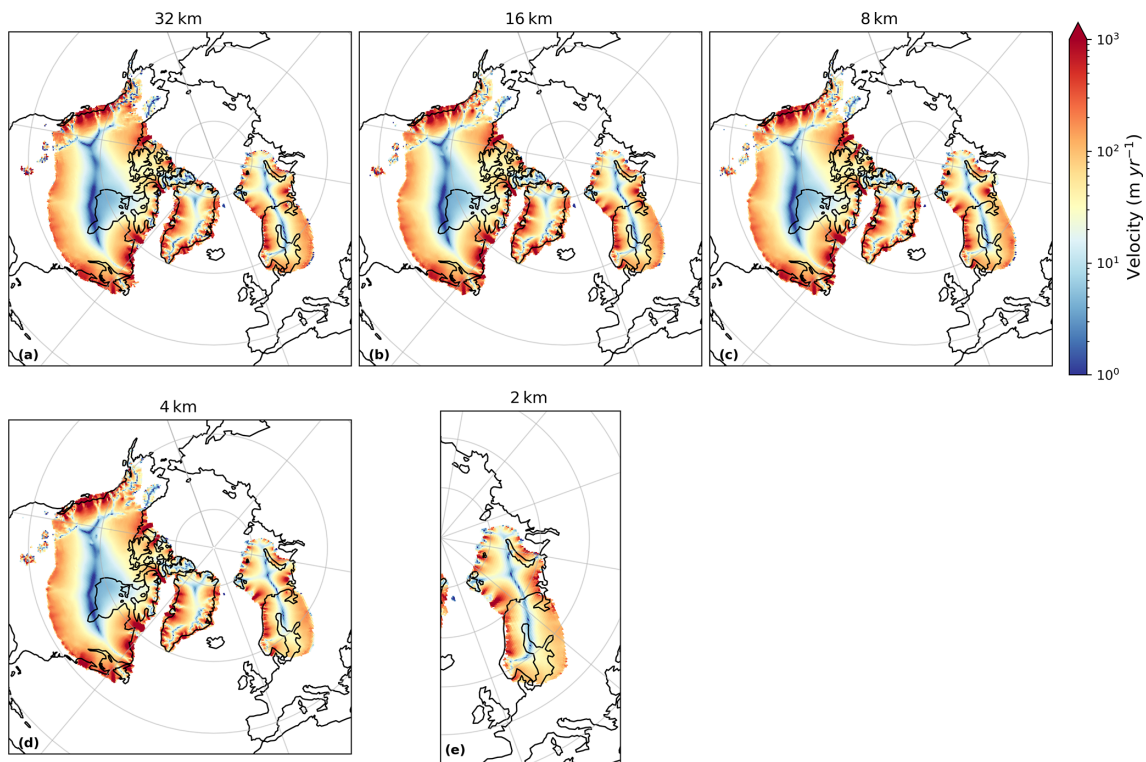 32 km
16 km
8 km
(a)
(b)
(c)
10³
10²
10¹
10⁰
Velocity (m yr⁻¹)
4 km
2 km
(d)
(e)